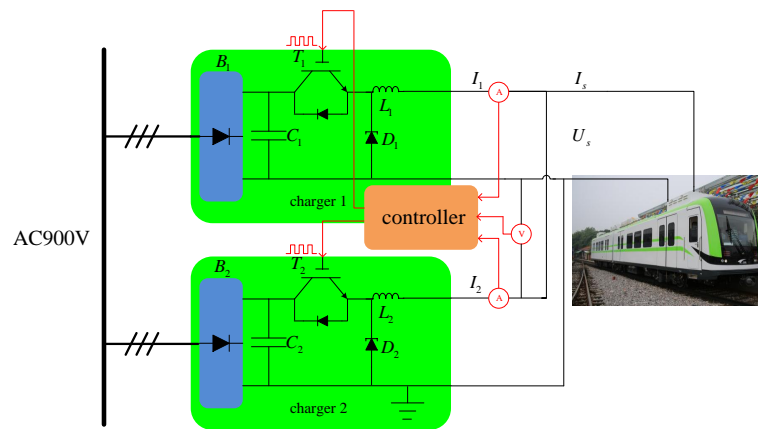 B₁
T₁
I₁
Iₛ
A
L₁
C₁
D₁
Uₛ
charger 1
controller
AC900V
V
B₂
T₂
I₂
A
L₂
C₂
D₂
charger 2